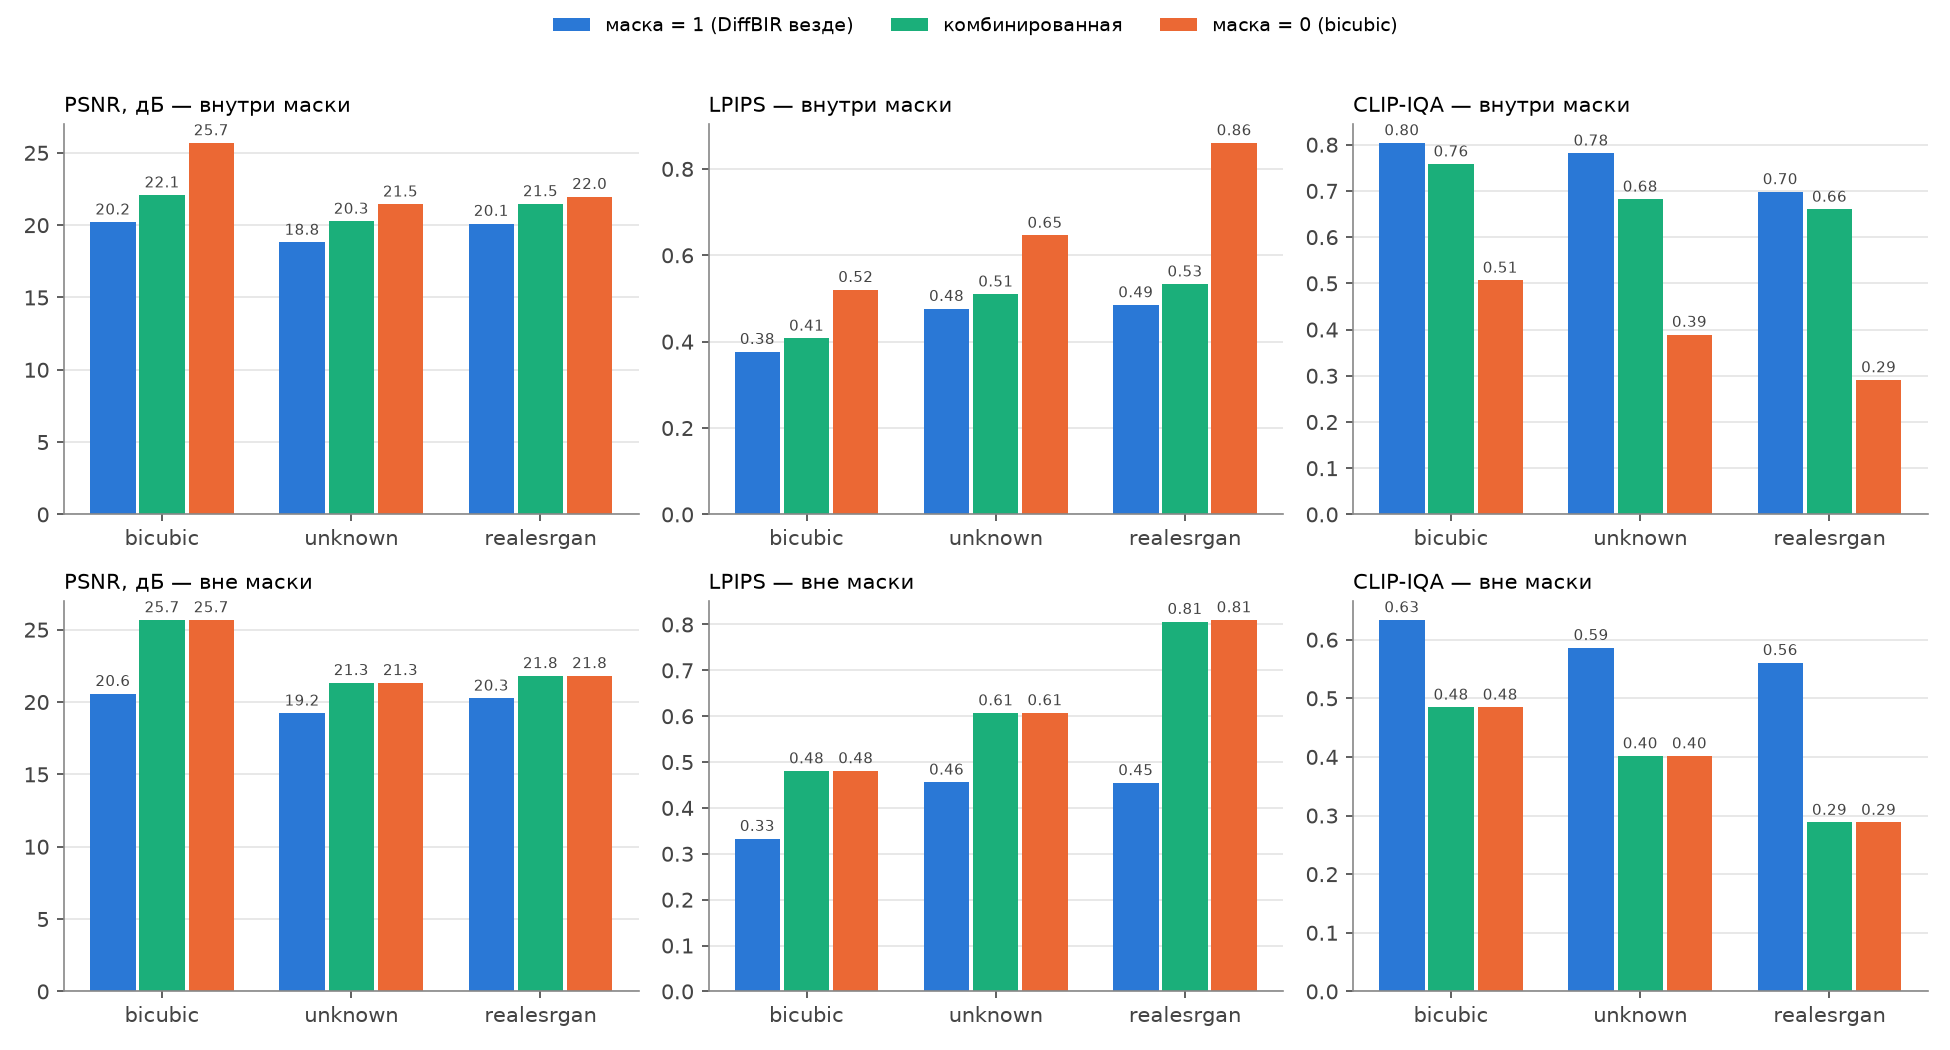 маска = 1 (DiffBIR везде) комбинированная маска = 0 (bicubic)
PSNR, дБ — внутри маски
25
20
15
10
5
0
20.2 22.1 25.7
18.8 20.3 21.5
20.1 21.5 22.0
bicubic unknown realesrgan
LPIPS — внутри маски
0.8
0.6
0.4
0.2
0.0
0.38 0.41 0.52
0.48 0.51 0.65
0.49 0.53 0.86
bicubic unknown realesrgan
CLIP-IQA — внутри маски
0.8
0.7
0.6
0.5
0.4
0.3
0.2
0.1
0.0
0.80 0.76 0.51
0.78 0.68 0.39
0.70 0.66 0.29
bicubic unknown realesrgan
PSNR, дБ — вне маски
25
20
15
10
5
0
20.6 25.7 25.7
19.2 21.3 21.3
20.3 21.8 21.8
bicubic unknown realesrgan
LPIPS — вне маски
0.8
0.7
0.6
0.5
0.4
0.3
0.2
0.1
0.0
0.33 0.48 0.48
0.46 0.61 0.61
0.45 0.81 0.81
bicubic unknown realesrgan
CLIP-IQA — вне маски
0.6
0.5
0.4
0.3
0.2
0.1
0.0
0.63 0.48 0.48
0.59 0.40 0.40
0.56 0.29 0.29
bicubic unknown realesrgan